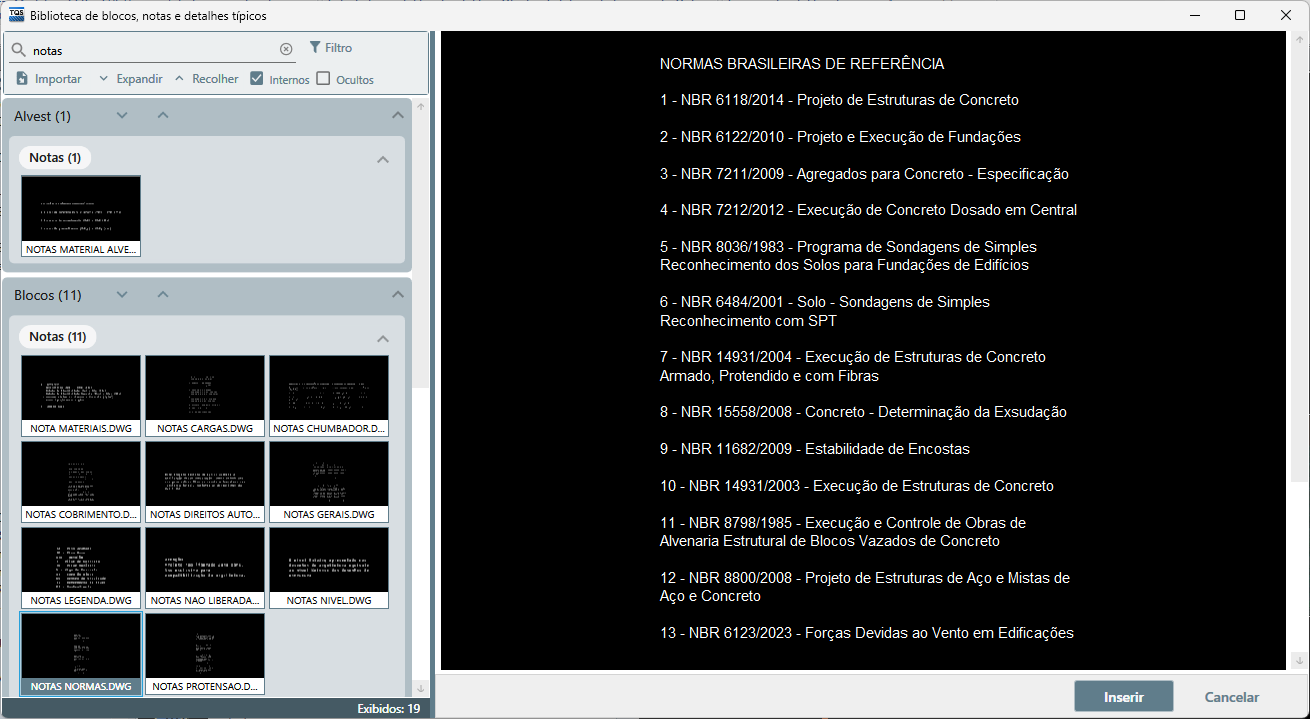 TQS Biblioteca de blocos, notas e detalhes típicos
notas
Filtro
Importar Expandir Recolher Internos Ocultos
Alvest (1)
Notas (1)
NOTAS MATERIAL ALVE...
Blocos (11)
Notas (11)
NOTA MATERIAIS.DWG
NOTAS CARGAS.DWG
NOTAS CHUMBADOR.D...
NOTAS COBRIMENTO.D...
NOTAS DIREITOS AUTO...
NOTAS GERAIS.DWG
NOTAS LEGENDA.DWG
NOTAS NAO LIBERADA...
NOTAS NIVEL.DWG
NOTAS NORMAS.DWG
NOTAS PROTENSAO.D...
Exibidos: 19
NORMAS BRASILEIRAS DE REFERÊNCIA
1 - NBR 6118/2014 - Projeto de Estruturas de Concreto
2 - NBR 6122/2010 - Projeto e Execução de Fundações
3 - NBR 7211/2009 - Agregados para Concreto - Especificação
4 - NBR 7212/2012 - Execução de Concreto Dosado em Central
5 - NBR 8036/1983 - Programa de Sondagens de Simples
Reconhecimento dos Solos para Fundações de Edifícios
6 - NBR 6484/2001 - Solo - Sondagens de Simples
Reconhecimento com SPT
7 - NBR 14931/2004 - Execução de Estruturas de Concreto
Armado, Protendido e com Fibras
8 - NBR 15558/2008 - Concreto - Determinação da Exsudação
9 - NBR 11682/2009 - Estabilidade de Encostas
10 - NBR 14931/2003 - Execução de Estruturas de Concreto
11 - NBR 8798/1985 - Execução e Controle de Obras de
Alvenaria Estrutural de Blocos Vazados de Concreto
12 - NBR 8800/2008 - Projeto de Estruturas de Aço e Mistas de
Aço e Concreto
13 - NBR 6123/2023 - Forças Devidas ao Vento em Edificações
Inserir
Cancelar